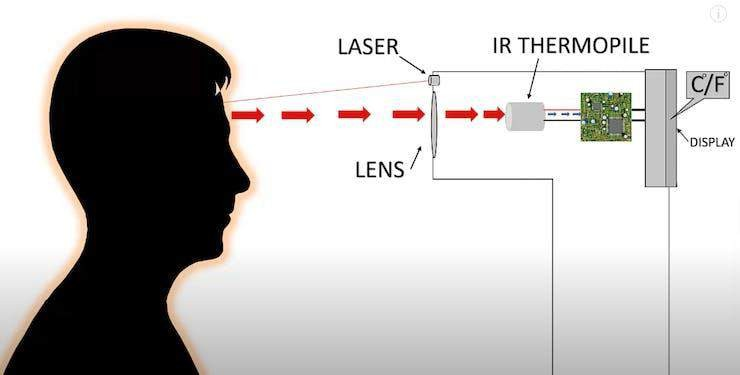 LASER
IR THERMOPILE
C°/F°
DISPLAY
LENS